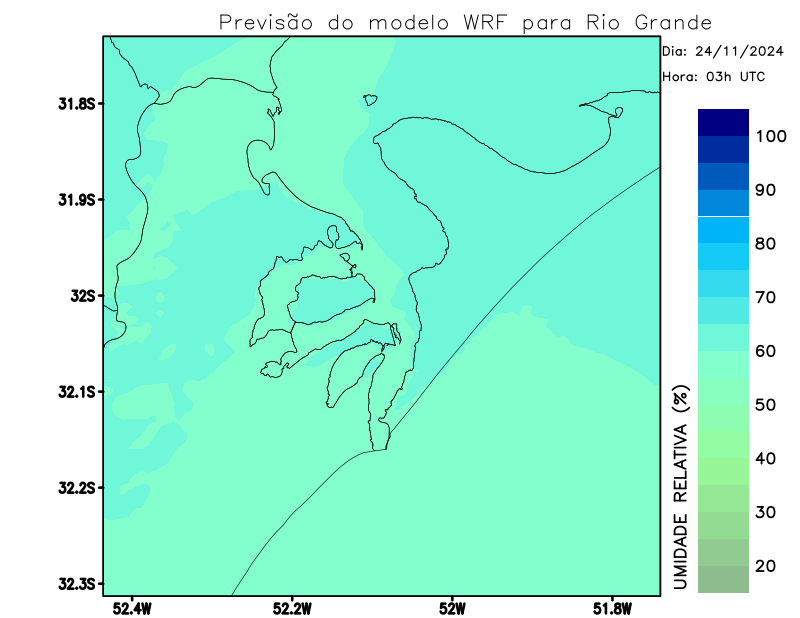 Previsão do modelo WRF para Rio Grande
Dia: 24/11/2024
Hora: 03h UTC
31.8S
31.9S
32S
32.1S
32.2S
32.3S
52.4W
52.2W
52W
51.8W
100
90
80
70
60
50
40
30
20
UMIDADE RELATIVA (%)